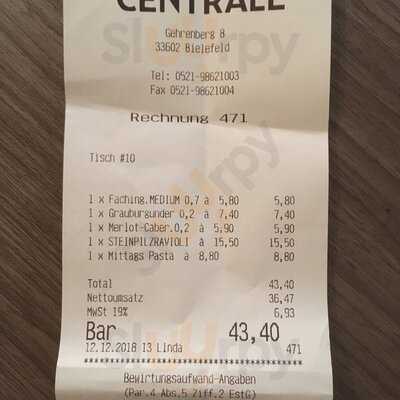 CENTRALE
Gehrenberg 8
33602 Bielefeld
Tel: 0521-98621003
Fax 0521-98621004
Rechnung 471
Tisch #10
1 x Faching.MEDIUM 0,7 à 5,80 5,80
1 x Grauburgunder 0,2 à 7,40 7,40
1 x Merlot-Caber.0,2 à 5,90 5,90
1 x STEINPILZRAVIOLI à 15,50 15,50
1 x Mittags Pasta à 8,80 8,80
Total 43,40
Nettoumsatz 36,47
MwSt 19% 6,93
Bar 43,40
12.12.2018 13 Linda 471
Bewirtungsaufwand-Angaben
(Par.4 Abs.5 Ziff.2 EstG)
Sluurpy
Sluurpy
Sluurpy